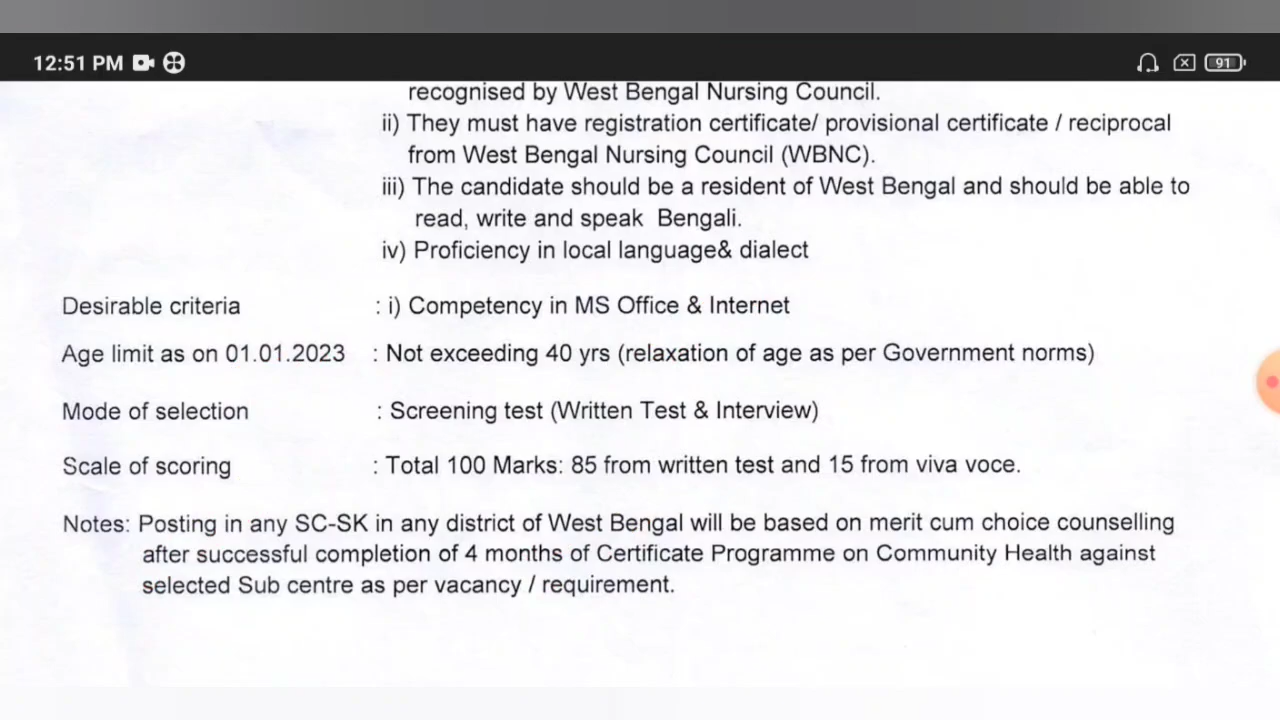 12:51 PM
91
recognised by West Bengal Nursing Council.
ii) They must have registration certificate/ provisional certificate / reciprocal
from West Bengal Nursing Council (WBNC).
iii) The candidate should be a resident of West Bengal and should be able to
read, write and speak Bengali.
iv) Proficiency in local language& dialect
Desirable criteria : i) Competency in MS Office & Internet
Age limit as on 01.01.2023 : Not exceeding 40 yrs (relaxation of age as per Government norms)
Mode of selection : Screening test (Written Test & Interview)
Scale of scoring : Total 100 Marks: 85 from written test and 15 from viva voce.
Notes: Posting in any SC-SK in any district of West Bengal will be based on merit cum choice counselling
after successful completion of 4 months of Certificate Programme on Community Health against
selected Sub centre as per vacancy / requirement.